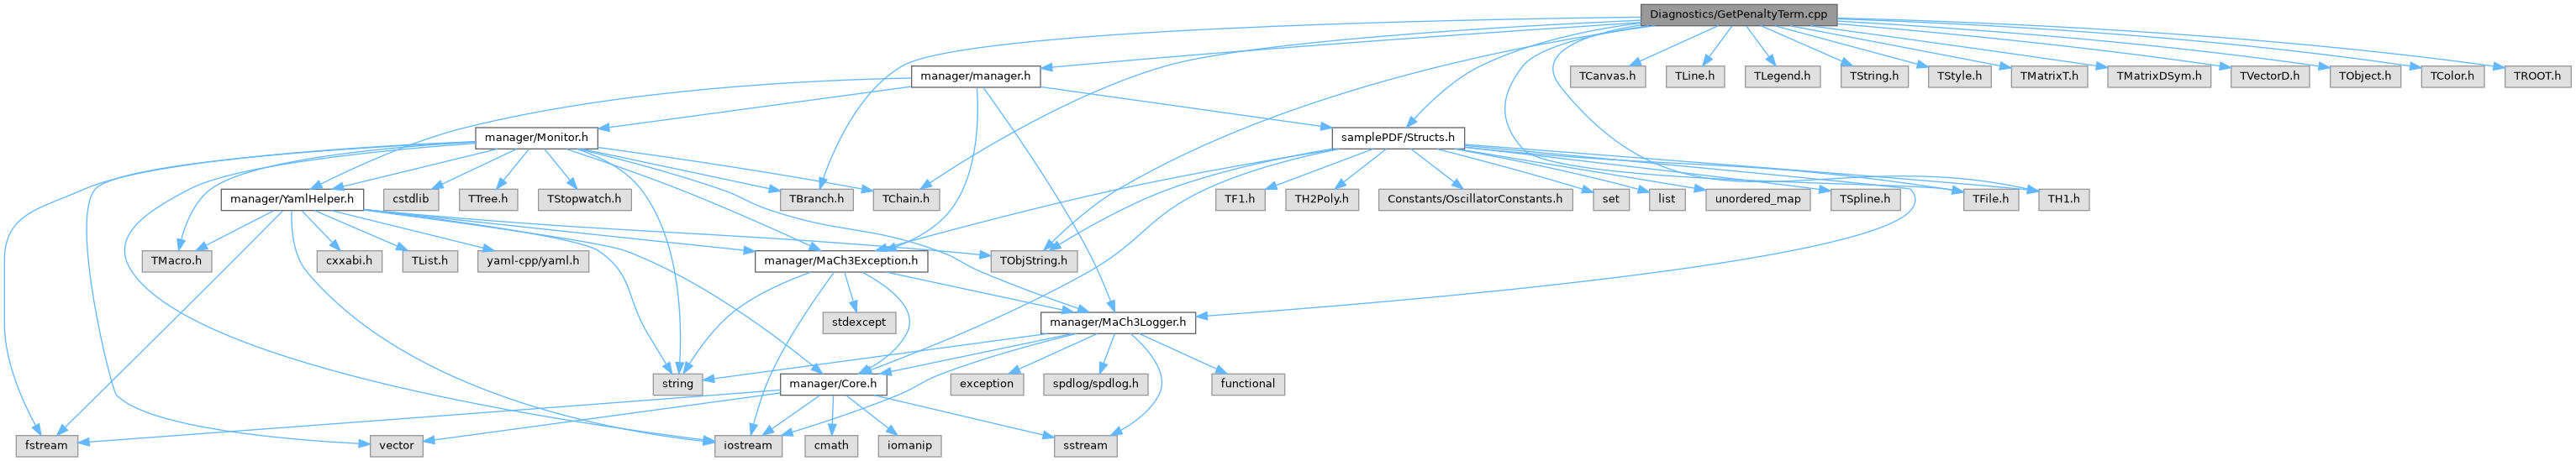 Diagnostics/GetPenaltyTerm.cpp
manager/manager.h
TCanvas.h
TLine.h
TLegend.h
TString.h
TStyle.h
TMatrixT.h
TMatrixDSym.h
TVectorD.h
TObject.h
TColor.h
TROOT.h
manager/Monitor.h
samplePDF/Structs.h
manager/YamlHelper.h
cstdlib
TTree.h
TStopwatch.h
TBranch.h
TChain.h
TF1.h
TH2Poly.h
Constants/OscillatorConstants.h
set
list
unordered_map
TSpline.h
TFile.h
TH1.h
TMacro.h
cxxabi.h
TList.h
yaml-cpp/yaml.h
manager/MaCh3Exception.h
TObjString.h
stdexcept
manager/MaCh3Logger.h
string
manager/Core.h
exception
spdlog/spdlog.h
functional
fstream
vector
iostream
cmath
iomanip
sstream